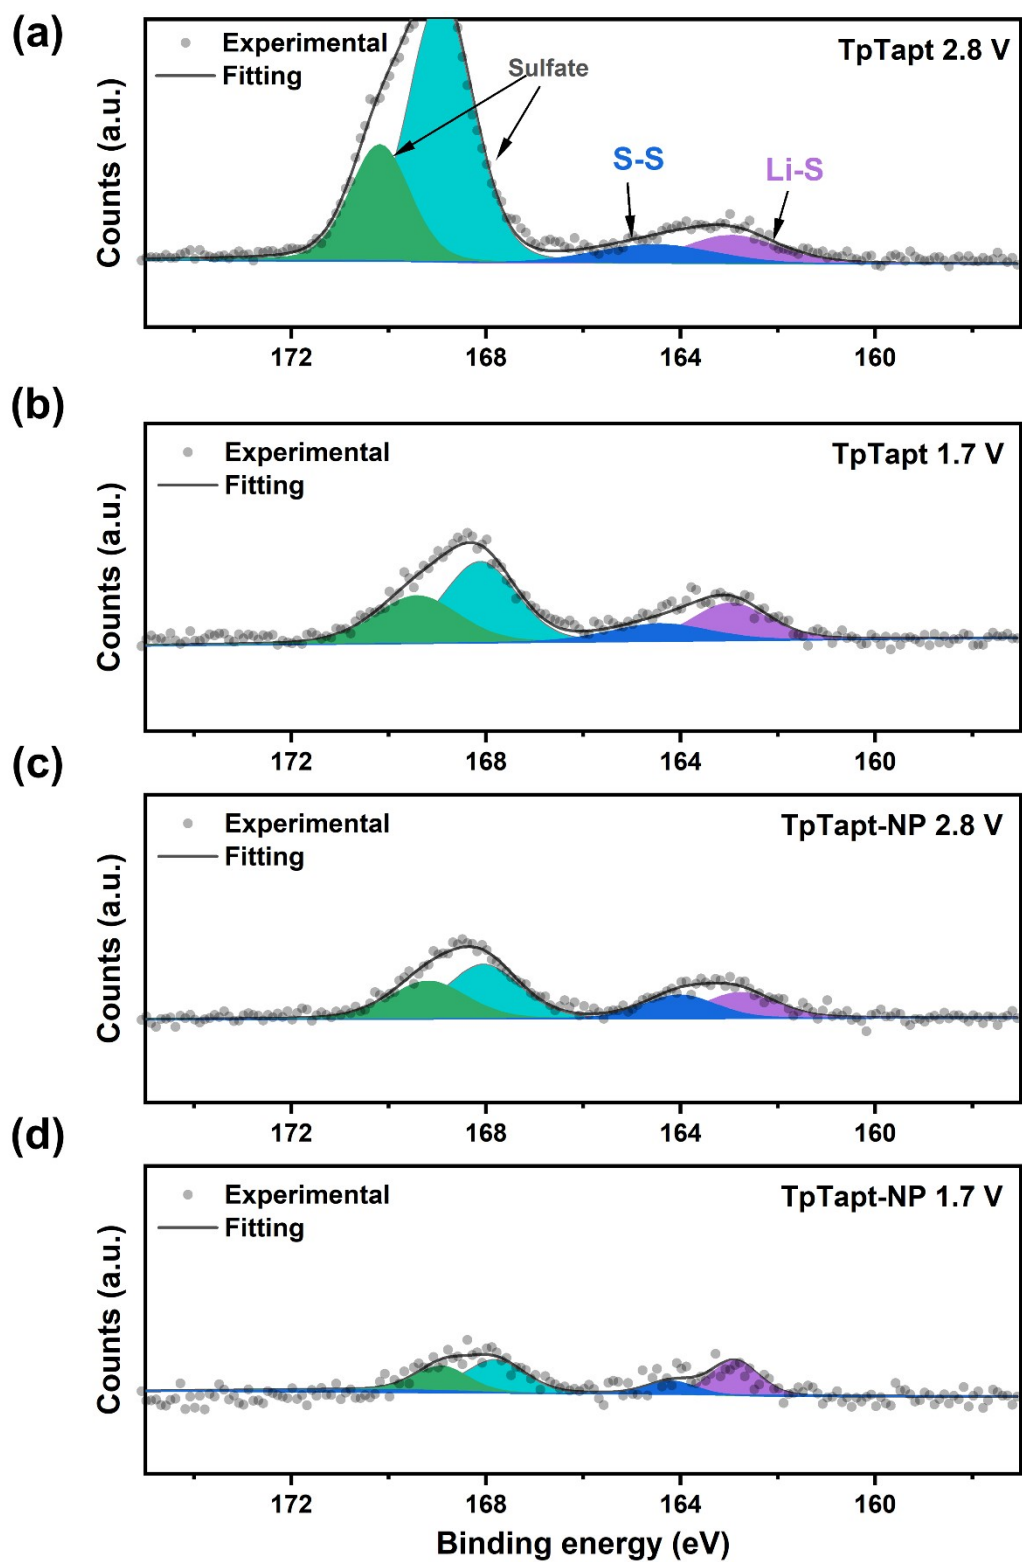 (a)
Experimental
Fitting
Sulfate
S-S
Li-S
TpTapt 2.8 V
Counts (a.u.)
172 168 164 160
(b)
Experimental
Fitting
TpTapt 1.7 V
Counts (a.u.)
172 168 164 160
(c)
Experimental
Fitting
TpTapt-NP 2.8 V
Counts (a.u.)
172 168 164 160
(d)
Experimental
Fitting
TpTapt-NP 1.7 V
Counts (a.u.)
172 168 164 160
Binding energy (eV)